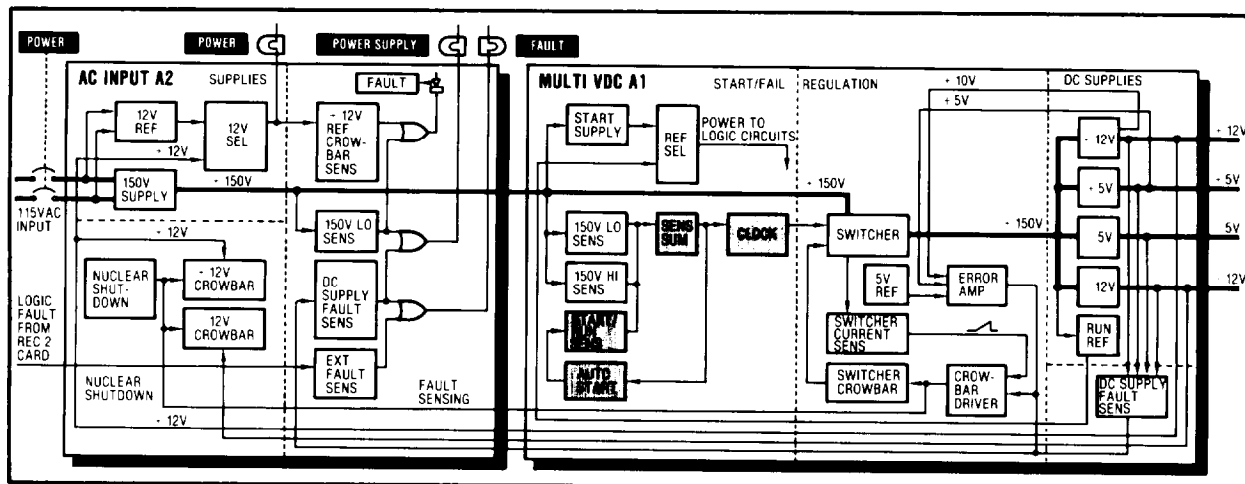 POWER
POWER
POWER SUPPLY
FAULT
AC INPUT A2
SUPPLIES
FAULT
12V
REF
12V
SEL
- 12V
REF
CROW-
BAR
SENS
+ 12V
150V
SUPPLY
+ 150V
115VAC
INPUT
- 12V
NUCLEAR
SHUT-
DOWN
- 12V
CROWBAR
12V
CROWBAR
150V LO
SENS
DC
SUPPLY
FAULT
SENS
EXT
FAULT
SENS
LOGIC
FAULT
FROM
REC 2
CARD
NUCLEAR
SHUTDOWN
FAULT
SENSING
- 12V
MULTI VDC A1
START/FAIL
REGULATION
DC SUPPLIES
START
SUPPLY
REF
SEL
POWER TO
LOGIC CIRCUITS
+ 150V
150V LO
SENS
150V HI
SENS
SENS
SUM
CLOCK
START/
RUN
SENS
AUTO
START
SWITCHER
5V
REF
ERROR
AMP
SWITCHER
CURRENT
SENS
SWITCHER
CROWBAR
CROW-
BAR
DRIVER
+ 10V
+ 5V
- 150V
- 12V
+ 5V
5V
12V
RUN
REF
DC SUPPLY
FAULT
SENS
+ 12V
+ 5V
5V
12V